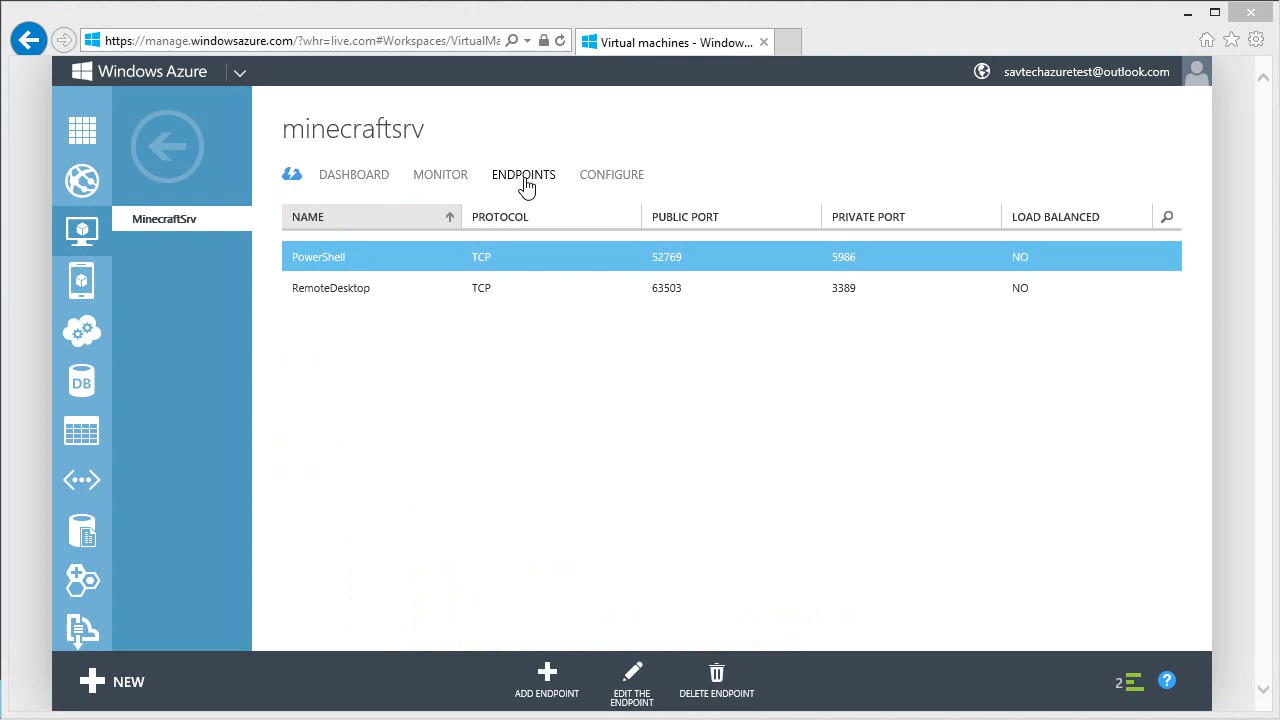 https://manage.windowsazure.com/?whr=live.com#Workspaces/VirtualMa
Virtual machines - Window...
Windows Azure
savtechazuretest@outlook.com
MinecraftSrv
minecraftsrv
DASHBOARD MONITOR ENDPOINTS CONFIGURE
NAME PROTOCOL PUBLIC PORT PRIVATE PORT LOAD BALANCED
PowerShell TCP 52769 5986 NO
RemoteDesktop TCP 63503 3389 NO
DB
NEW
ADD ENDPOINT
EDIT THE
ENDPOINT
DELETE ENDPOINT
2
?